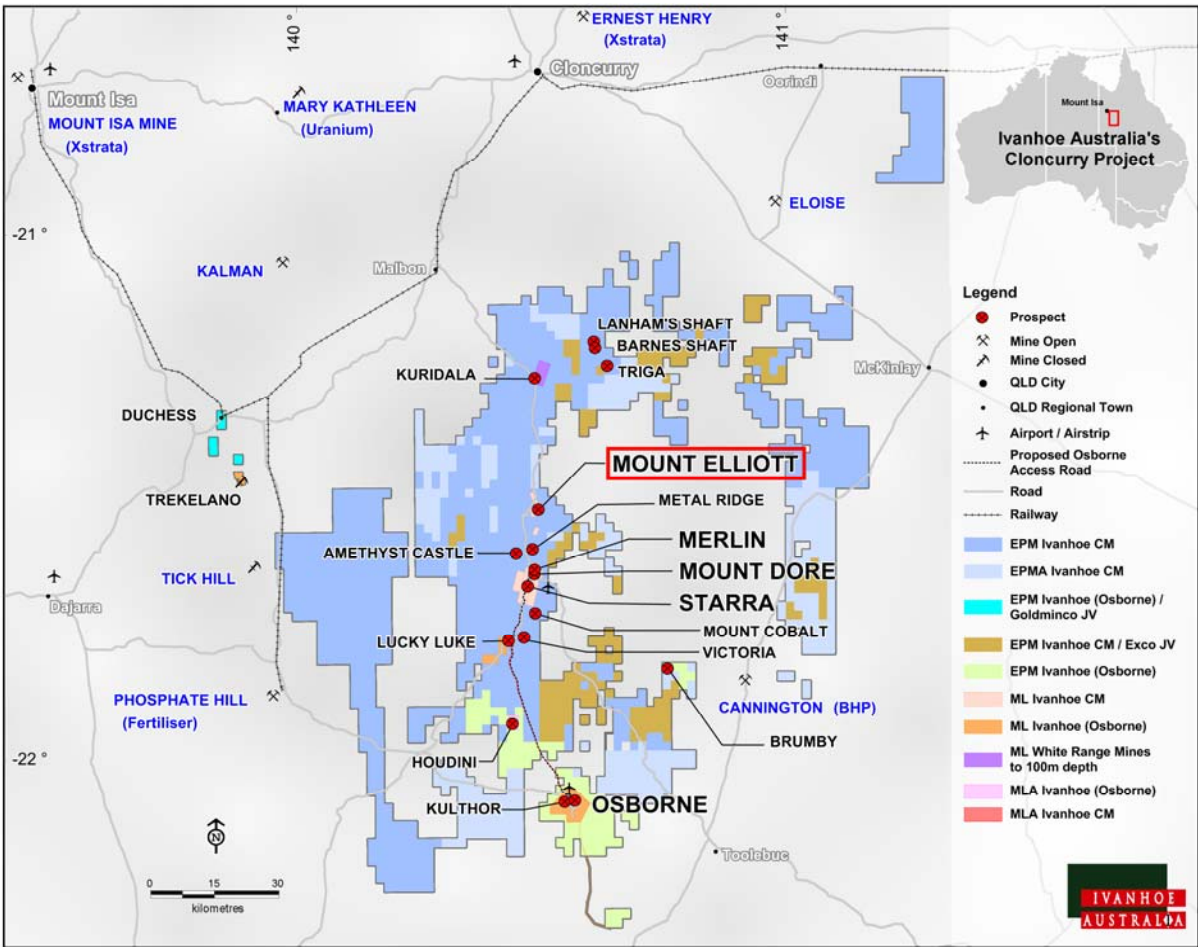 140 °
141 °
ERNEST HENRY
(Xstrata)
Cloncurry
Oorindi
Mount Isa
MOUNT ISA MINE
(Xstrata)
MARY KATHLEEN
(Uranium)
Mount Isa
Ivanhoe Australia's
Cloncurry Project
ELOISE
-21 °
KALMAN
Malbon
LANHAM'S SHAFT
BARNES SHAFT
TRIGA
KURIDALA
McKinlay
DUCHESS
MOUNT ELLIOTT
TREKELANO
METAL RIDGE
AMETHYST CASTLE
MERLIN
MOUNT DORE
STARRA
TICK HILL
Dajarra
MOUNT COBALT
LUCKY LUKE
VICTORIA
PHOSPHATE HILL
(Fertiliser)
CANNINGTON (BHP)
BRUMBY
-22 °
HOUDINI
KULTHOR
OSBORNE
Toolebuc
N
0 15 30
kilometres
Legend
Prospect
Mine Open
Mine Closed
QLD City
QLD Regional Town
Airport / Airstrip
Proposed Osborne
Access Road
Road
Railway
EPM Ivanhoe CM
EPMA Ivanhoe CM
EPM Ivanhoe (Osborne) /
Goldminco JV
EPM Ivanhoe CM / Exco JV
EPM Ivanhoe (Osborne)
ML Ivanhoe CM
ML Ivanhoe (Osborne)
ML White Range Mines
to 100m depth
MLA Ivanhoe (Osborne)
MLA Ivanhoe CM
IVANHOE
AUSTRALIA